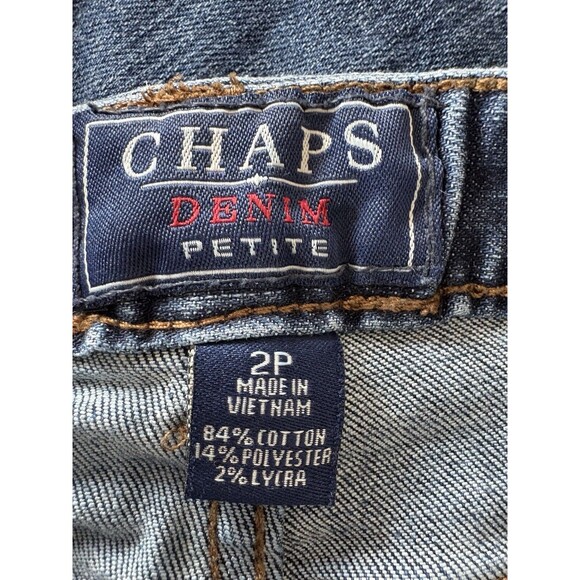 CHAPS
DENIM
PETITE
2P
MADE IN
VIETNAM
84% COTTON
14% POLYESTER
2% LYCRA